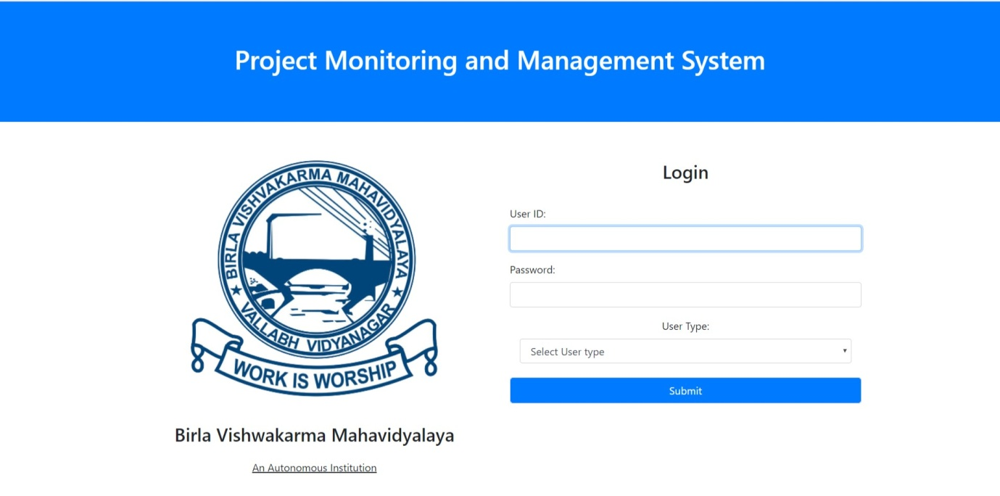 Project Monitoring and Management System
BIRLA VISHVAKARMA MAHAVIDYALAYA
★ VALLABH VIDYANAGAR ★
WORK IS WORSHIP
Birla Vishwakarma Mahavidyalaya
An Autonomous Institution
Login
User ID:
Password:
User Type:
Select User type
Submit